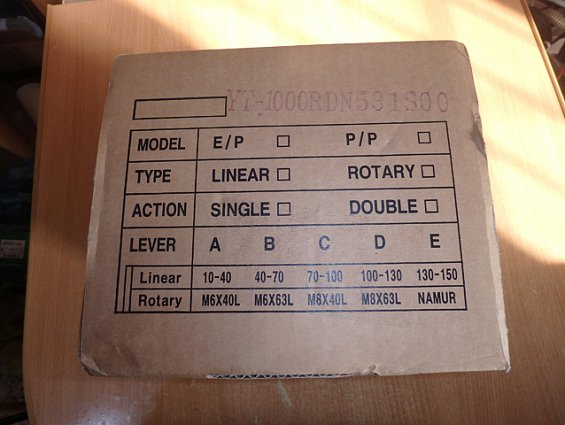 YT-1000RDN531S00
MODEL E/P □ P/P □
TYPE LINEAR □ ROTARY □
ACTION SINGLE □ DOUBLE □
LEVER A B C D E
Linear 10-40 40-70 70-100 100-130 130-150
Rotary M6X40L M6X63L M8X40L M8X63L NAMUR